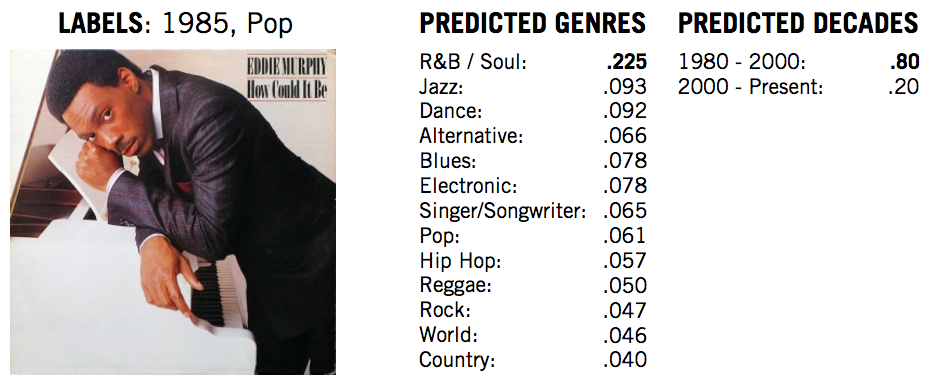 LABELS: 1985, Pop
EDDIE MURPHY
How Could It Be
PREDICTED GENRES
R&B / Soul: .225
Jazz: .093
Dance: .092
Alternative: .066
Blues: .078
Electronic: .078
Singer/Songwriter: .065
Pop: .061
Hip Hop: .057
Reggae: .050
Rock: .047
World: .046
Country: .040
PREDICTED DECADES
1980 - 2000: .80
2000 - Present: .20